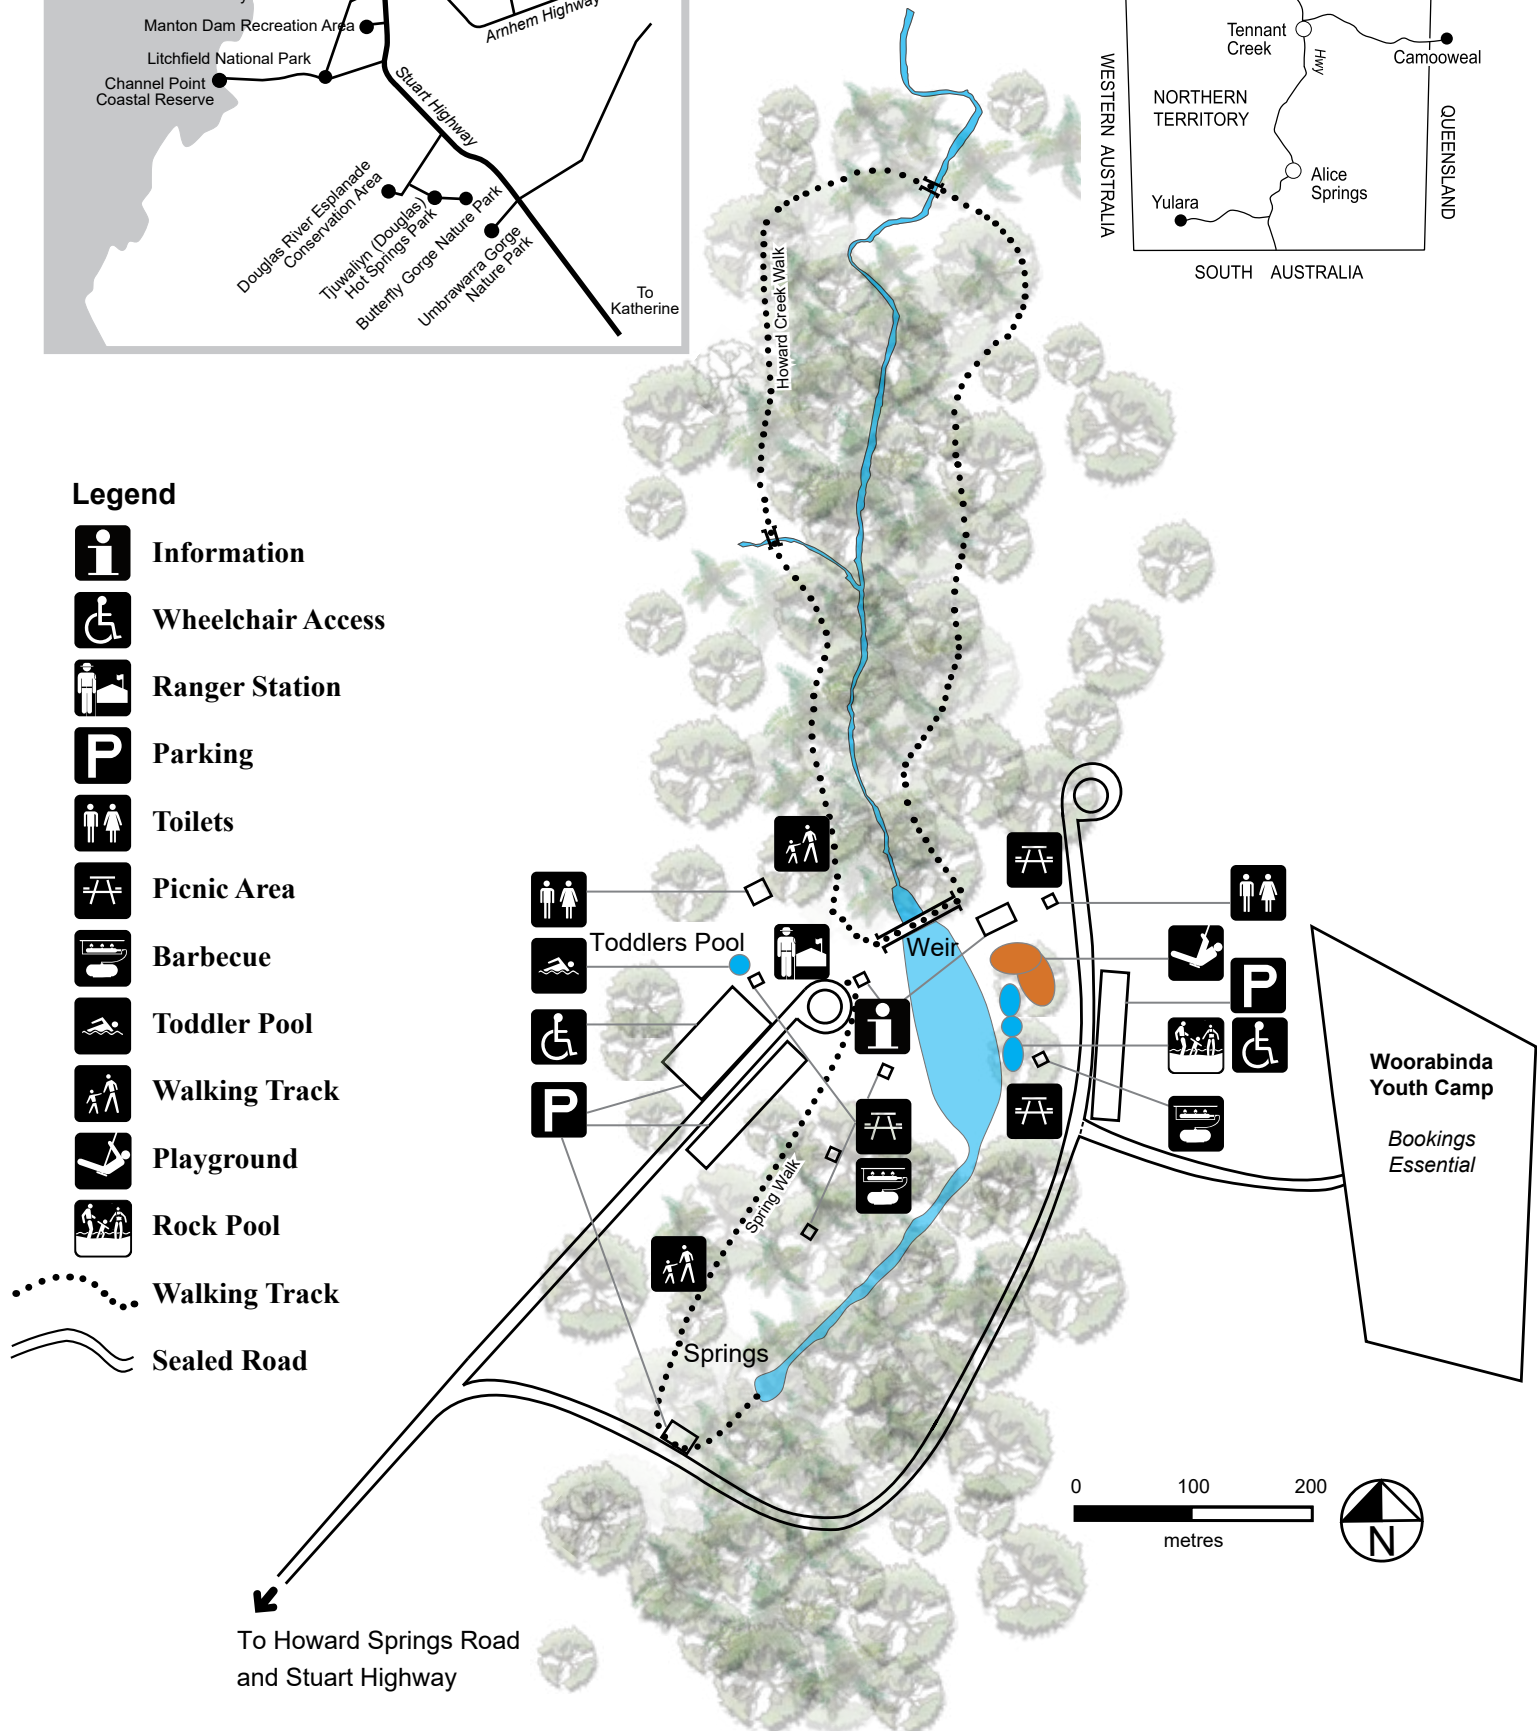 Manton Dam Recreation Area
Arnhem Highway
Litchfield National Park
Channel Point
Coastal Reserve
Stuart Highway
Douglas River Esplanade
Conservation Area
Tjuwaliyn (Douglas)
Hot Springs Park
Butterfly Gorge Nature Park
Umbrawarra Gorge
Nature Park
To
Katherine
Tennant
Creek
Hwy
Camooweal
WESTERN AUSTRALIA
NORTHERN
TERRITORY
QUEENSLAND
Alice
Springs
Yulara
SOUTH AUSTRALIA
Howard Creek Walk
Legend
Information
Wheelchair Access
Ranger Station
P
Parking
Toilets
Picnic Area
Barbecue
Toddler Pool
Walking Track
Playground
Rock Pool
Walking Track
Sealed Road
Toddlers Pool
Weir
P
P
Spring Walk
Springs
Woorabinda
Youth Camp
Bookings
Essential
0 100 200
metres
N
To Howard Springs Road
and Stuart Highway